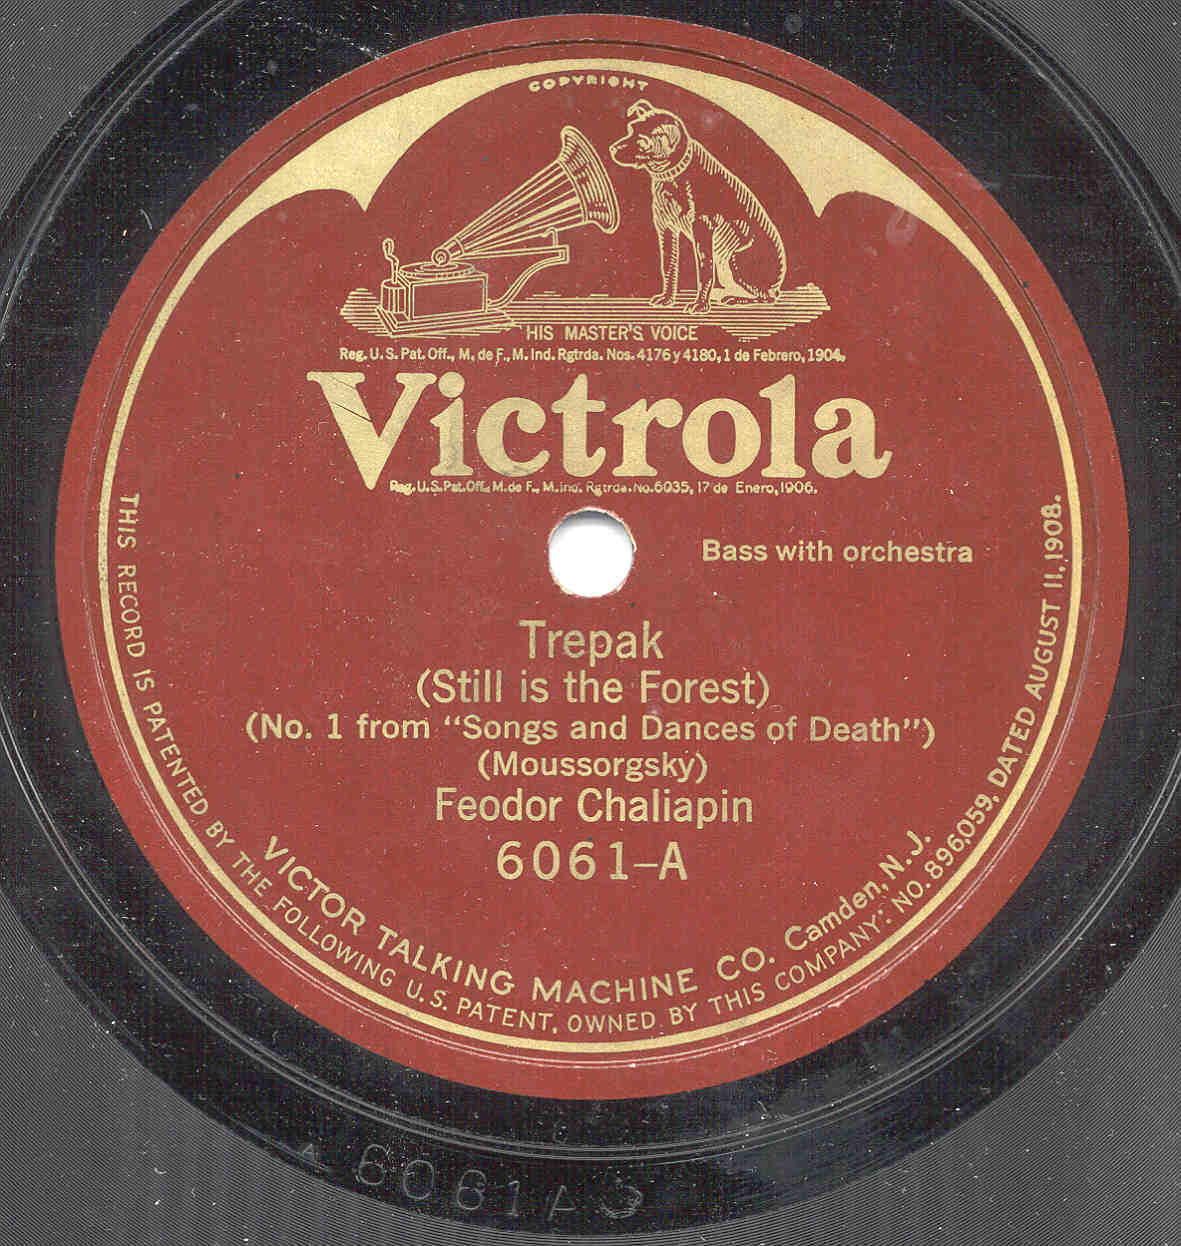 COPYRIGHT
'HIS MASTER'S VOICE
Reg. U.S. Pat. Off., M. de F., M. Ind. Rgtrda. Nos. 4176 y 4180, 1 de Febrero, 1904.
Victrola
Reg. U.S. Pat. Off., M. de F., M. Ind. Rgtrda. No. 6035, 17 de Enero, 1906.
Bass with orchestra
Trepak
(Still is the Forest)
(No. 1 from "Songs and Dances of Death")
(Moussorgsky)
Feodor Chaliapin
6061-A
VICTOR TALKING MACHINE CO. Camden, N.J.
THIS RECORD IS PATENTED BY THE FOLLOWING U.S. PATENT, OWNED BY THIS COMPANY: NO. 896,059, DATED AUGUST 11, 1908.
6061A